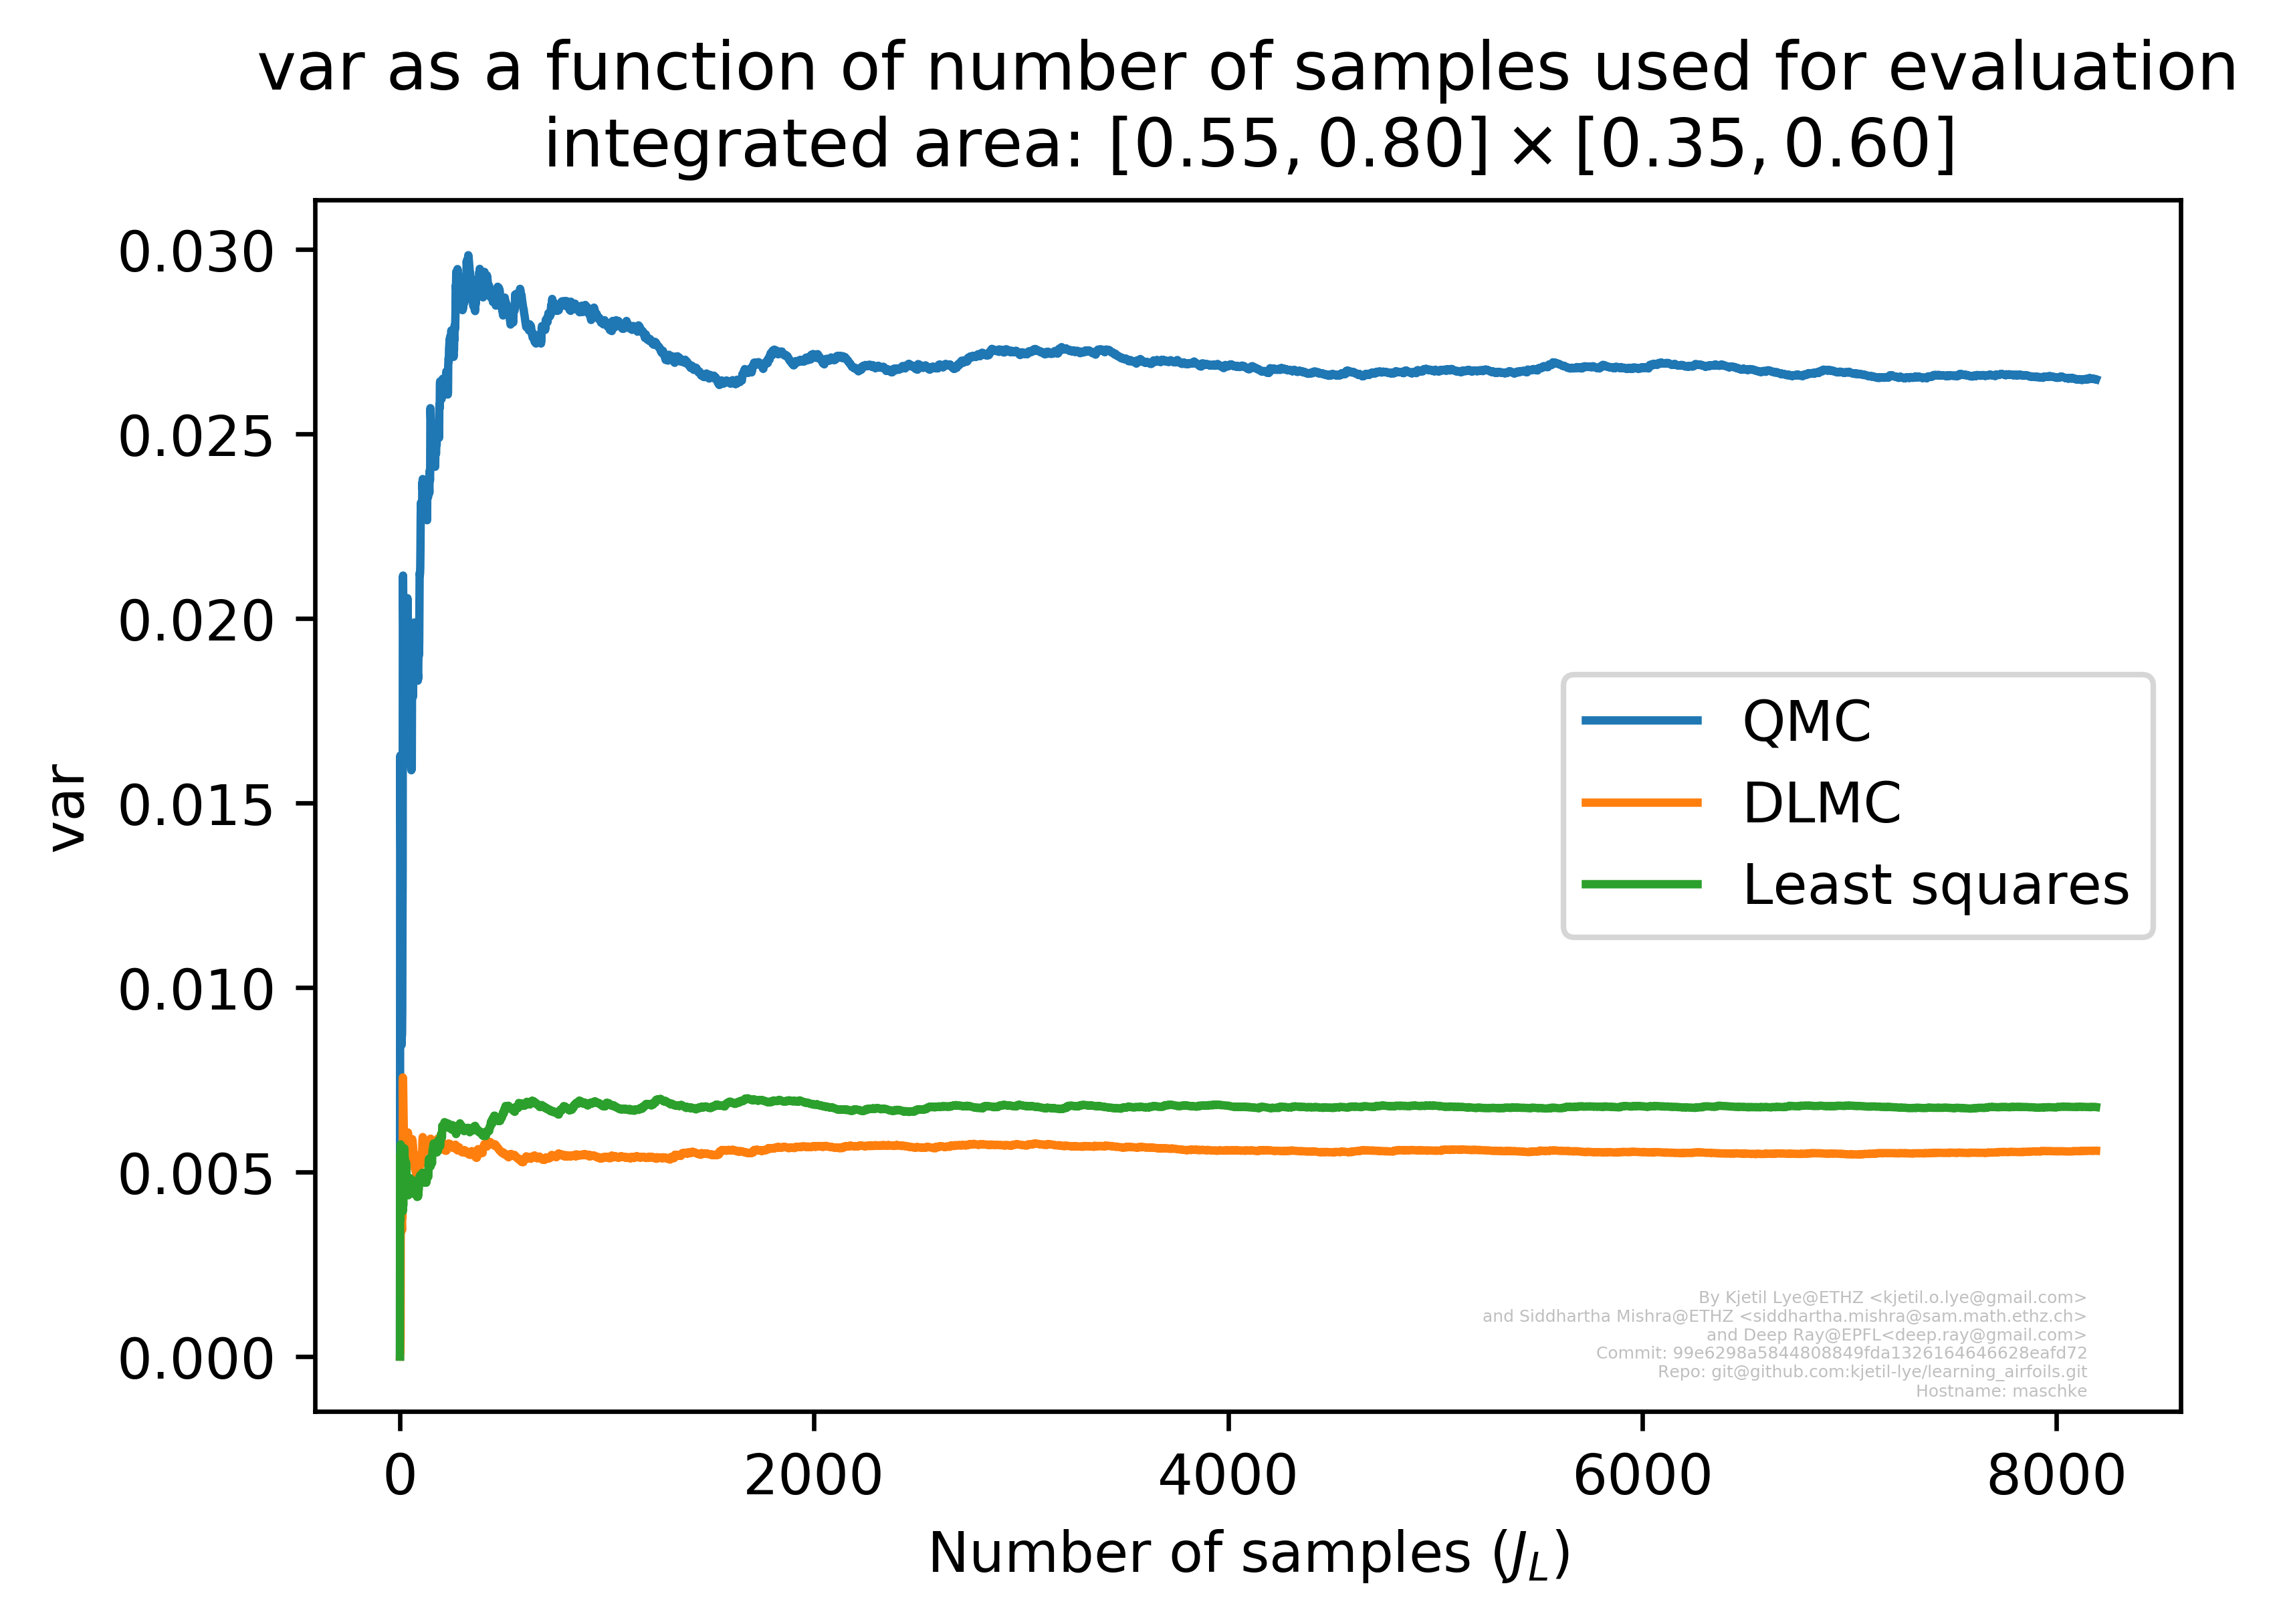 var as a function of number of samples used for evaluation
integrated area: [0.55, 0.80] × [0.35, 0.60]
0.030
0.025
0.020
0.015
0.010
0.005
0.000
var
QMC
DLMC
Least squares
By Kjetil Lye@ETHZ <kjetil.o.lye@gmail.com>
and Siddhartha Mishra@ETHZ <siddhartha.mishra@sam.math.ethz.ch>
and Deep Ray@EPFL<deep.ray@gmail.com>
Commit: 99e6298a5844808849fda1326164646628eafd72
Repo: git@github.com:kjetil-lye/learning_airfoils.git
Hostname: maschke
0 2000 4000 6000 8000
Number of samples (J_L)